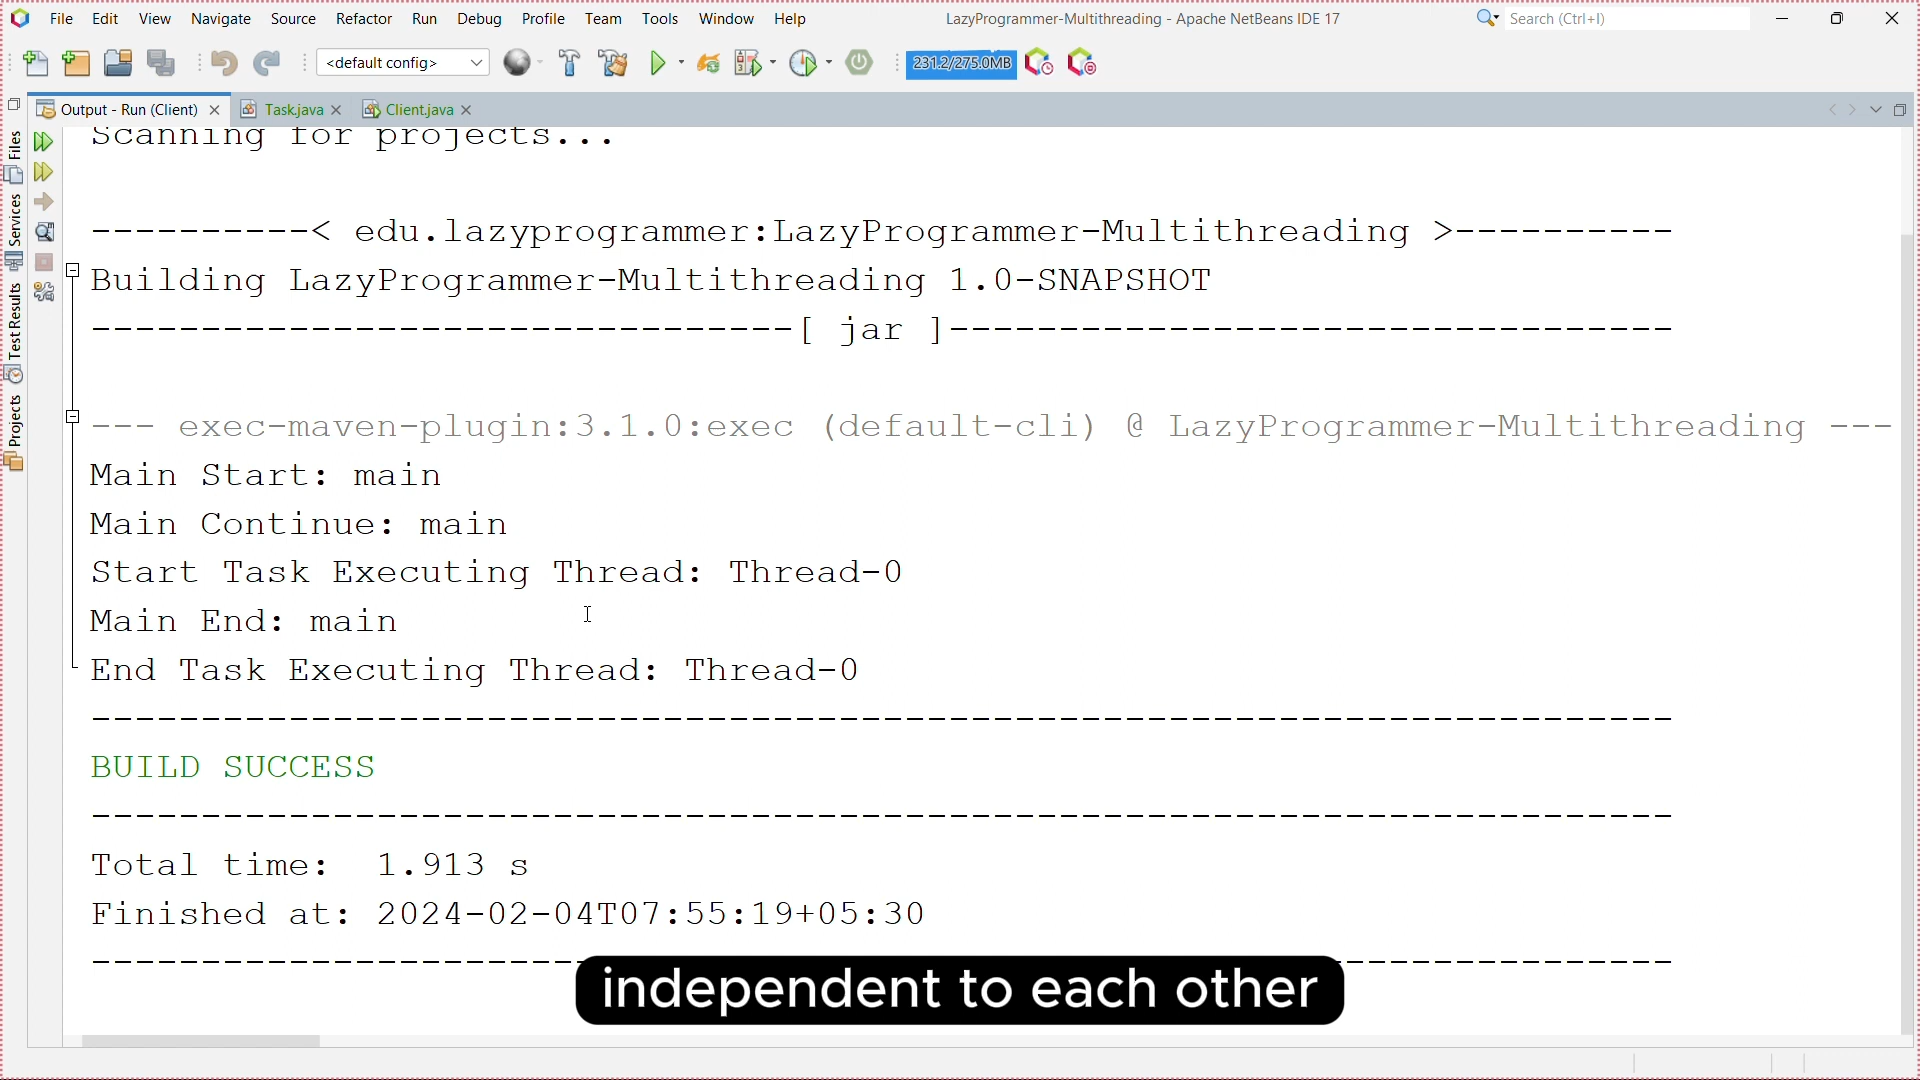 File Edit View Navigate Source Refactor Run Debug Profile Team Tools Window Help
LazyProgrammer-Multithreading - Apache NetBeans IDE 17
Search (Ctrl+I)
<default config>
231.2/275.0MB
Output - Run (Client)
Task.java
Client.java
Files
Services
Test Results
Projects
Scanning for projects...
----------< edu.lazyprogrammer:LazyProgrammer-Multithreading >----------
Building LazyProgrammer-Multithreading 1.0-SNAPSHOT
--------------------------------[ jar ]---------------------------------
--- exec-maven-plugin:3.1.0:exec (default-cli) @ LazyProgrammer-Multithreading ---
Main Start: main
Main Continue: main
Start Task Executing Thread: Thread-0
Main End: main
End Task Executing Thread: Thread-0
------------------------------------------------------------------------
BUILD SUCCESS
------------------------------------------------------------------------
Total time:  1.913 s
Finished at: 2024-02-04T07:55:19+05:30
------------------------------------------------------------------------
independent to each other